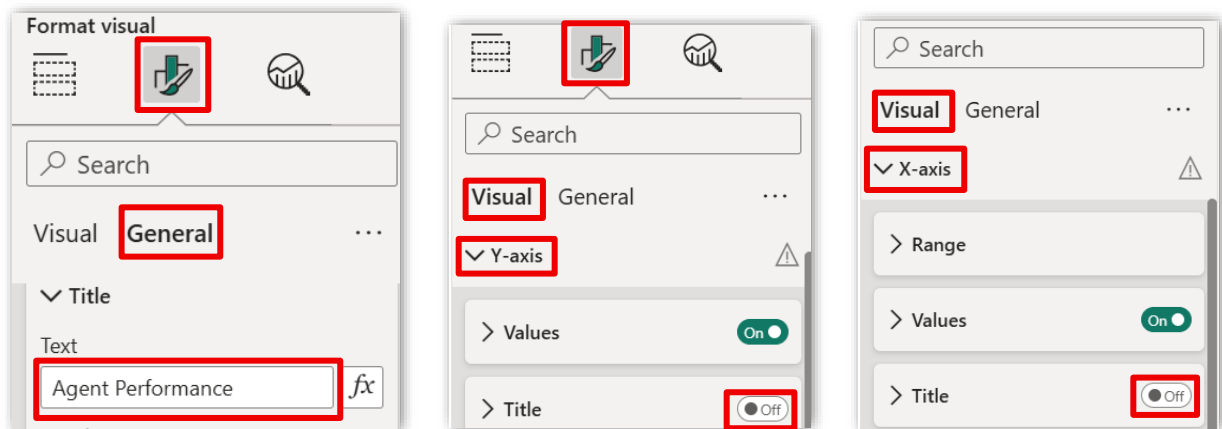 Format visual
Search
Visual General ...
Title
Text
Agent Performance fx
Search
Visual General ...
Y-axis
Values On
Title Off
Search
Visual General ...
X-axis
Range
Values On
Title Off